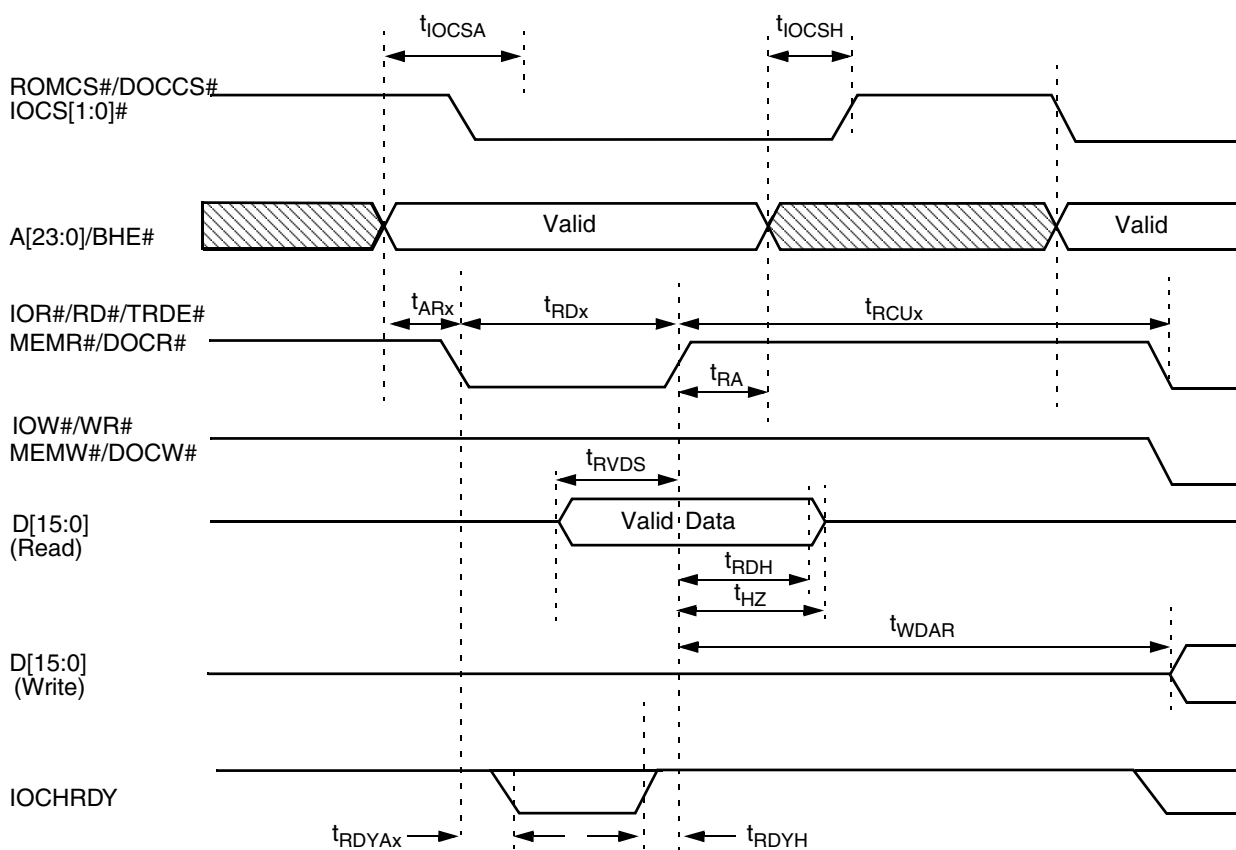 tIOCSA
tIOCSH
ROMCS#/DOCCS#
IOCS[1:0]#
A[23:0]/BHE#
Valid
Valid
IOR#/RD#/TRDE#
MEMR#/DOCR#
tARx
tRDx
tRCUx
tRA
IOW#/WR#
MEMW#/DOCW#
tRVDS
D[15:0]
(Read)
Valid Data
tRDH
tHZ
tWDAR
D[15:0]
(Write)
IOCHRDY
tRDYAx
tRDYH